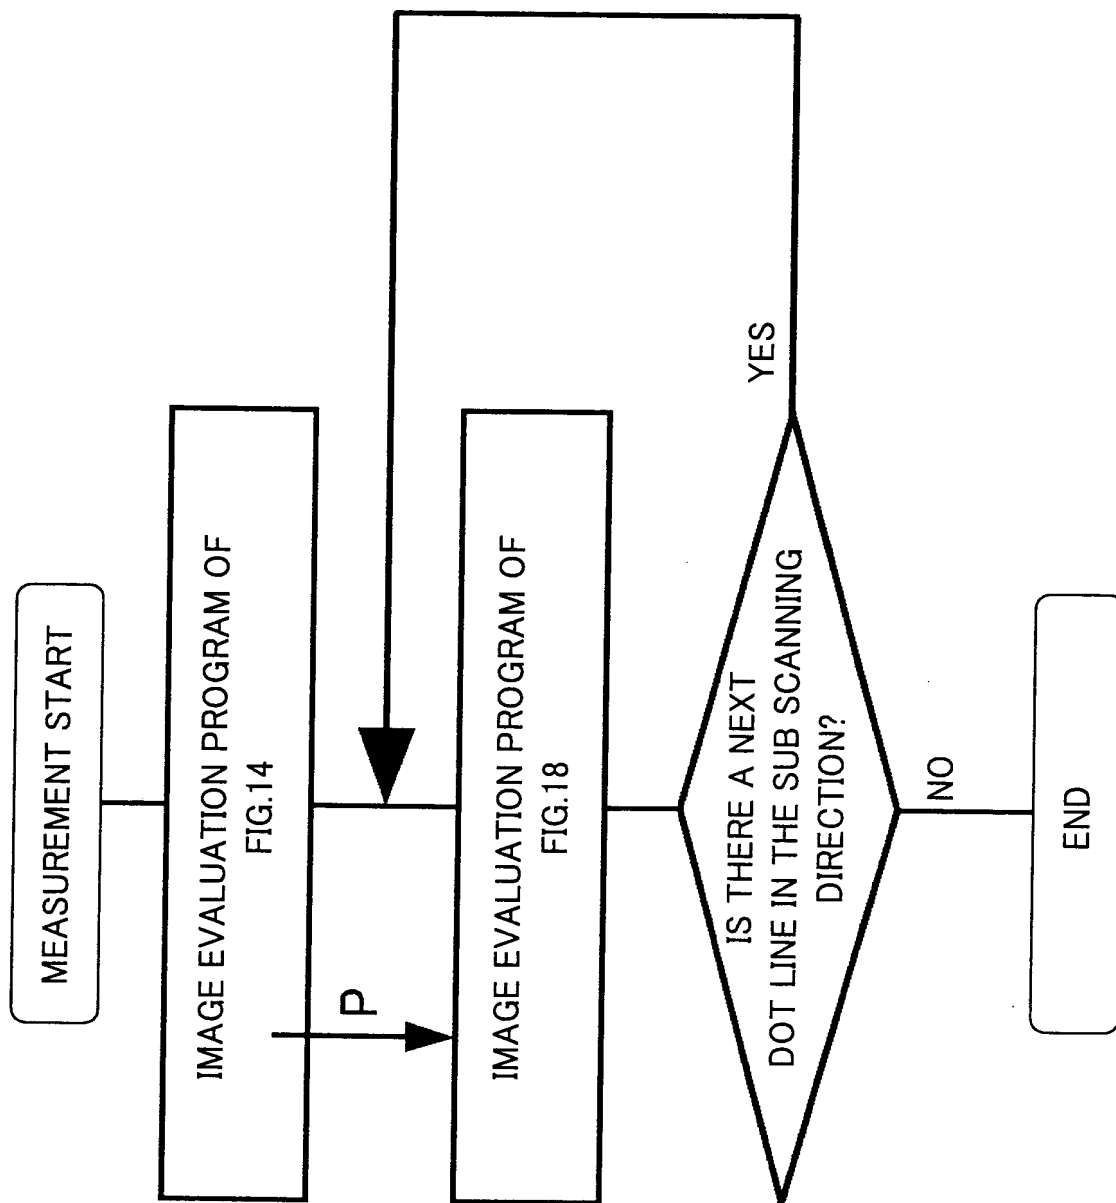 MEASUREMENT START
IMAGE EVALUATION PROGRAM OF
FIG.14
P
IMAGE EVALUATION PROGRAM OF
FIG.18
IS THERE A NEXT
DOT LINE IN THE SUB SCANNING
DIRECTION?
YES
NO
END